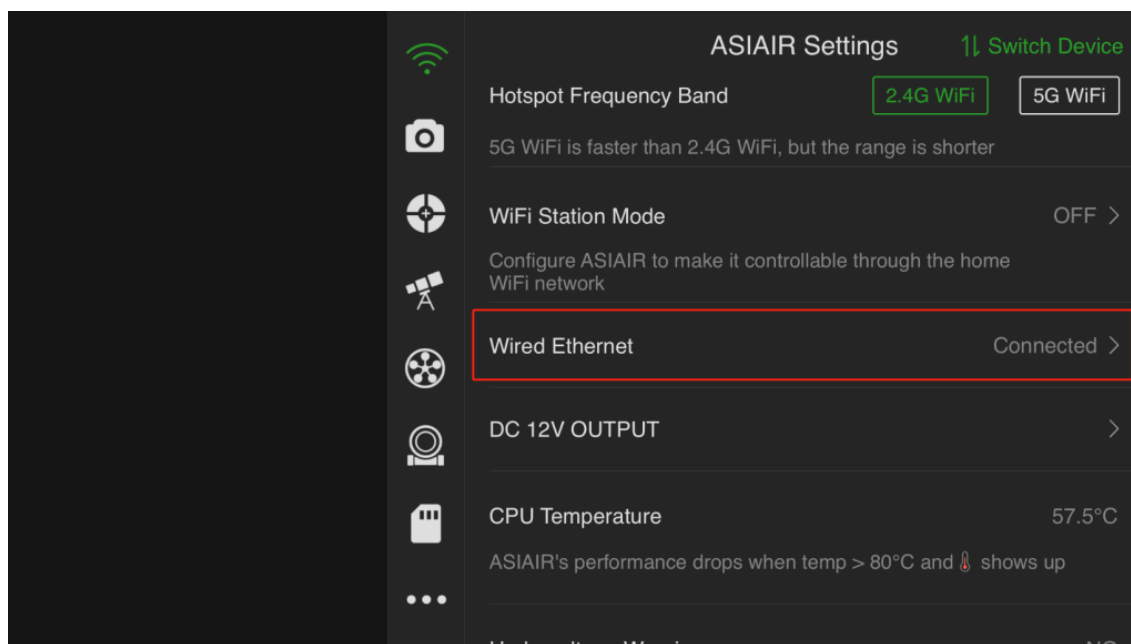 ASIAIR Settings
Switch Device
Hotspot Frequency Band
2.4G WiFi
5G WiFi
5G WiFi is faster than 2.4G WiFi, but the range is shorter
WiFi Station Mode
OFF >
Configure ASIAIR to make it controllable through the home
WiFi network
Wired Ethernet
Connected >
DC 12V OUTPUT
>
CPU Temperature
57.5°C
ASIAIR's performance drops when temp > 80°C and 🌡 shows up